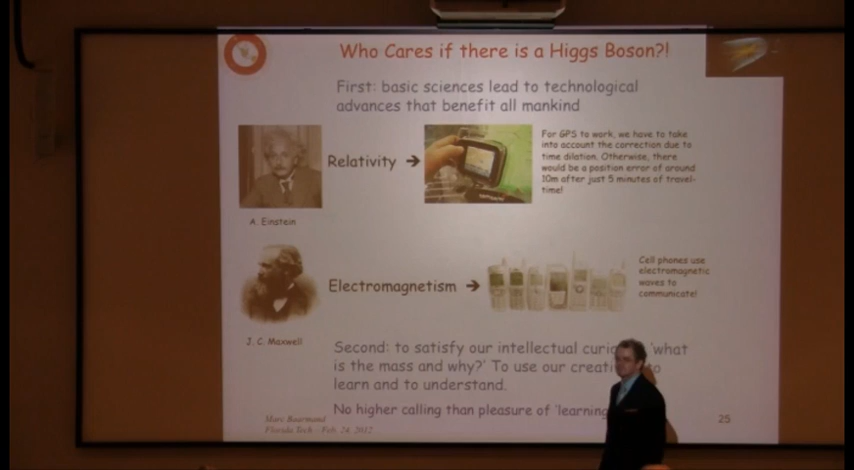 Who Cares if there is a Higgs Boson?!
First: basic sciences lead to technological
advances that benefit all mankind
For GPS to work, we have to take
into account the correction due to
time dilation. Otherwise, there
would be a position error of around
10m after just 5 minutes of travel-
time!
Relativity →
A. Einstein
Cell phones use
electromagnetic
waves to
communicate!
Electromagnetism →
J. C. Maxwell
Second: to satisfy our intellectual 'what
is the mass and why?' To use our
learn and to understand.
No higher calling than pleasure of 'learning
Marc Baarmand
Florida Tech - Feb. 24, 2012
25